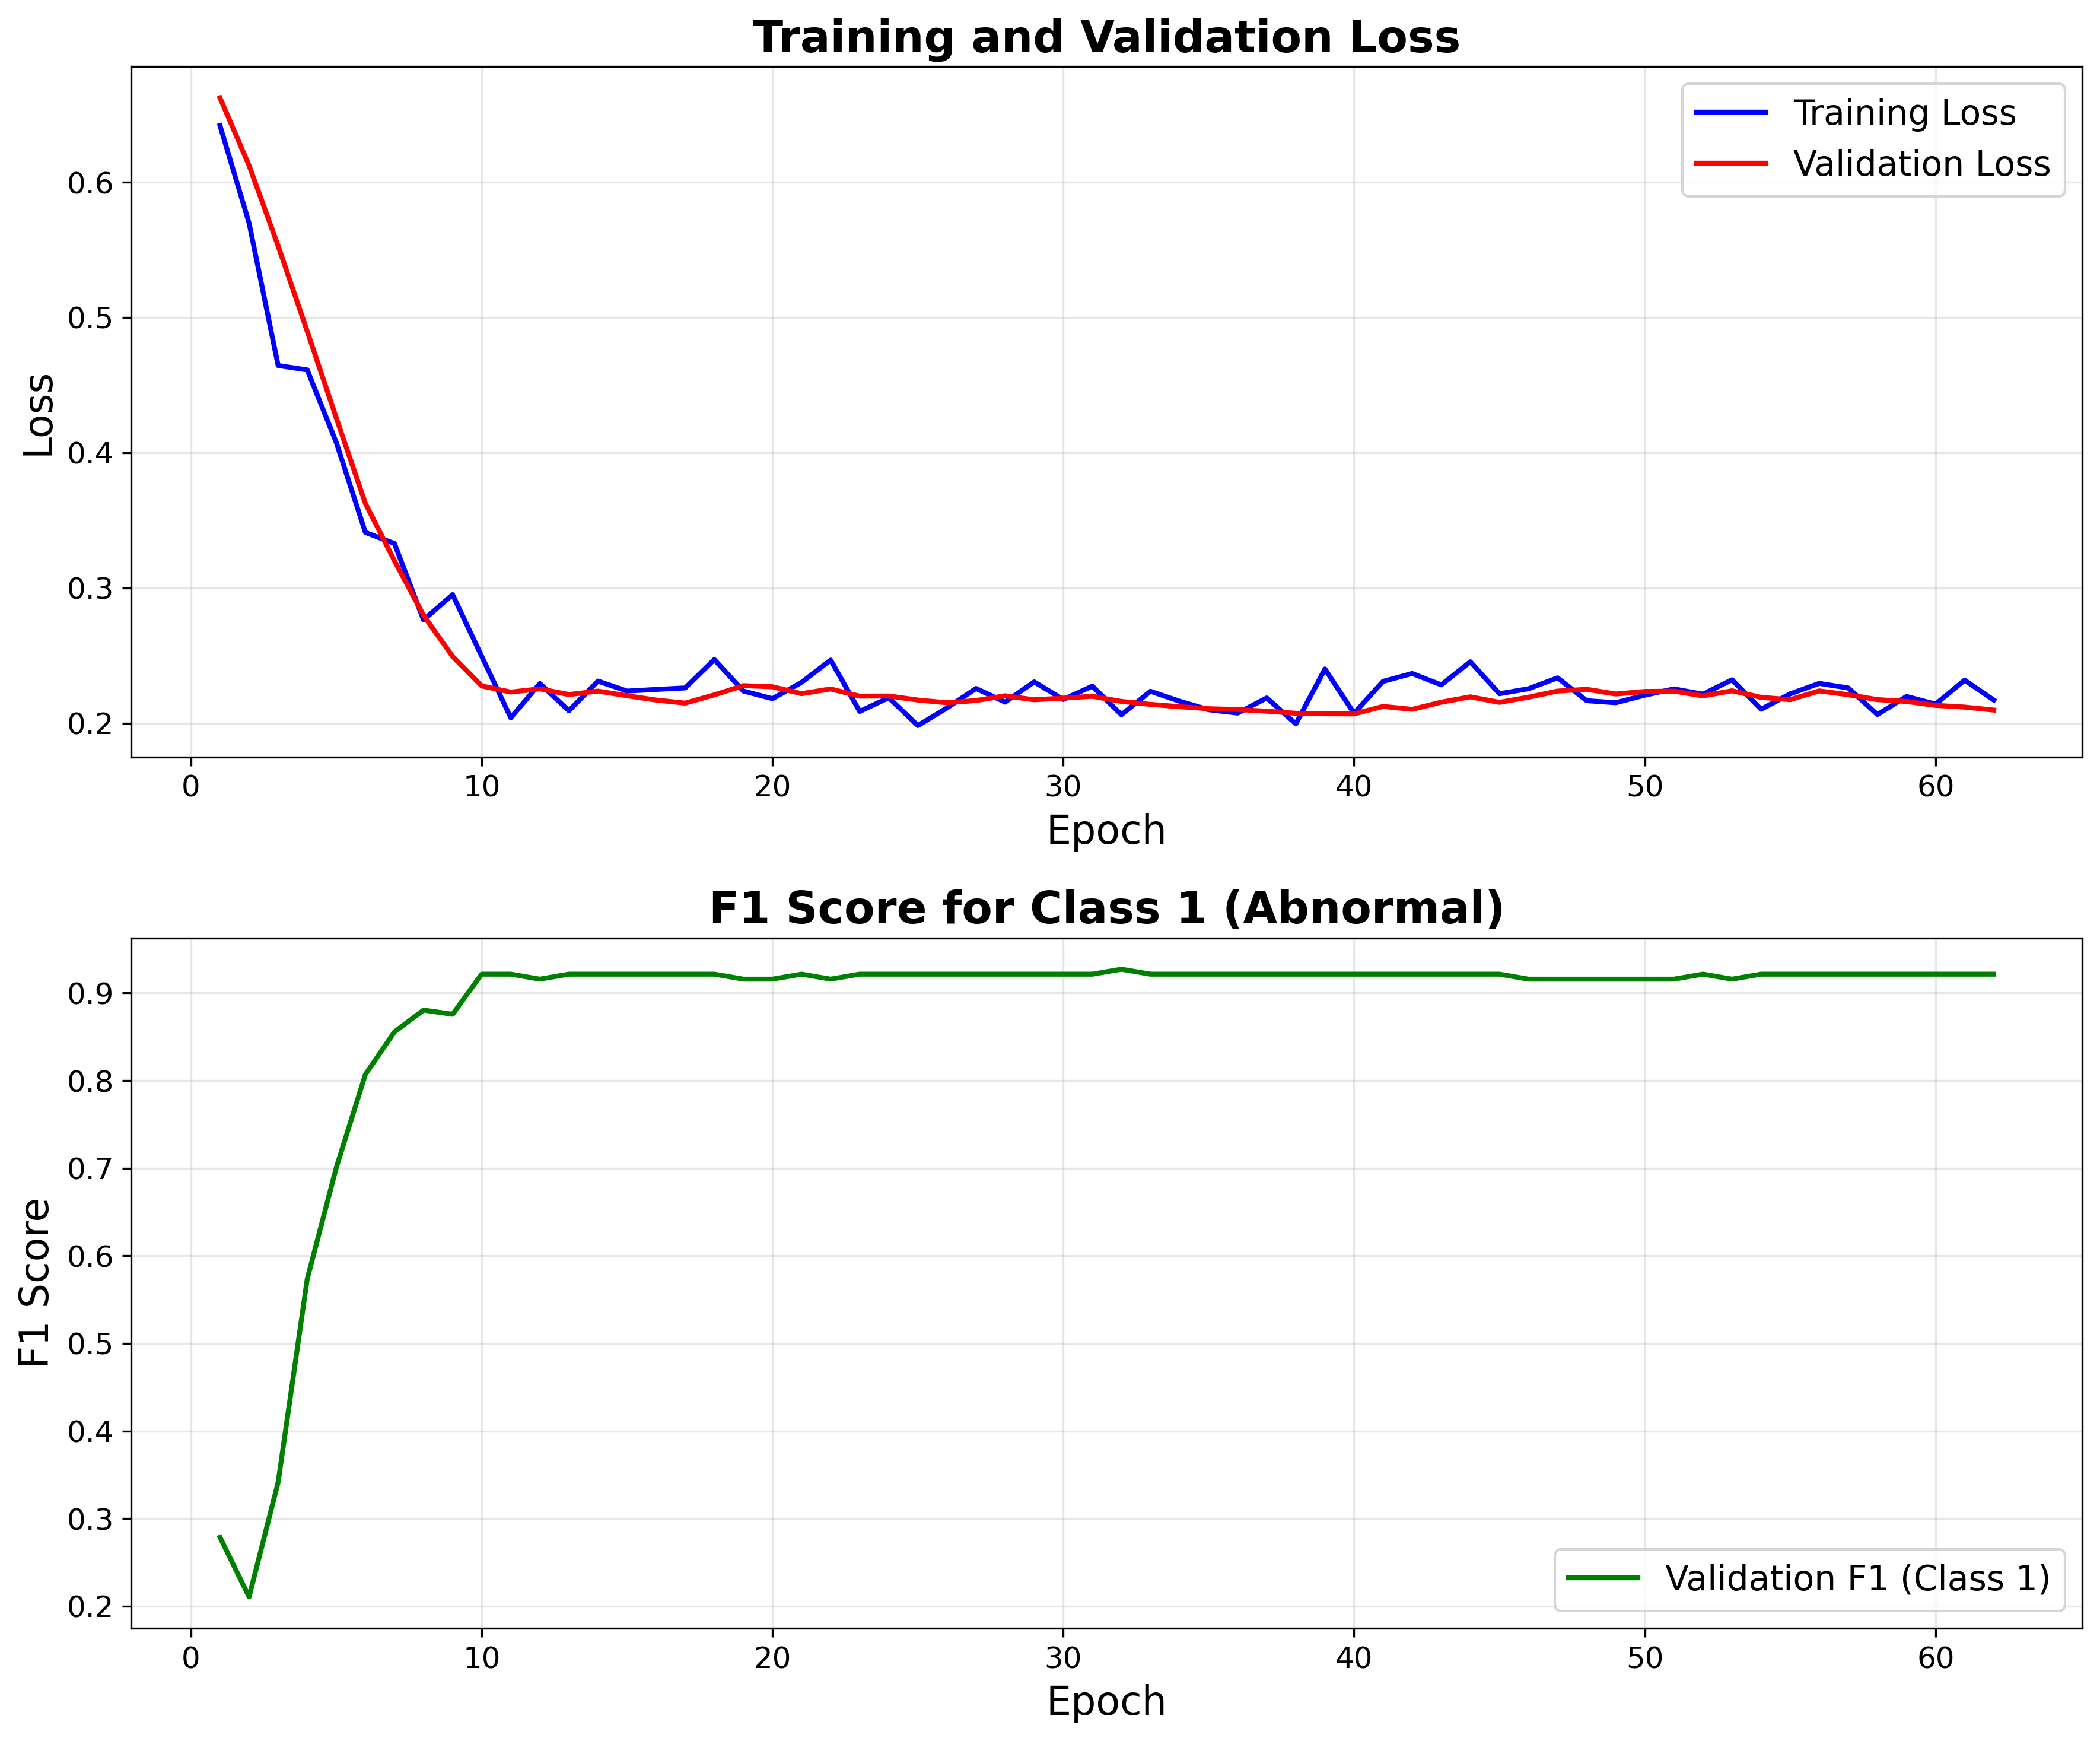 Training and Validation Loss
Training Loss
Validation Loss
Loss
0.6
0.5
0.4
0.3
0.2
0 10 20 30 40 50 60
Epoch
F1 Score for Class 1 (Abnormal)
F1 Score
0.9
0.8
0.7
0.6
0.5
0.4
0.3
0.2
Validation F1 (Class 1)
0 10 20 30 40 50 60
Epoch